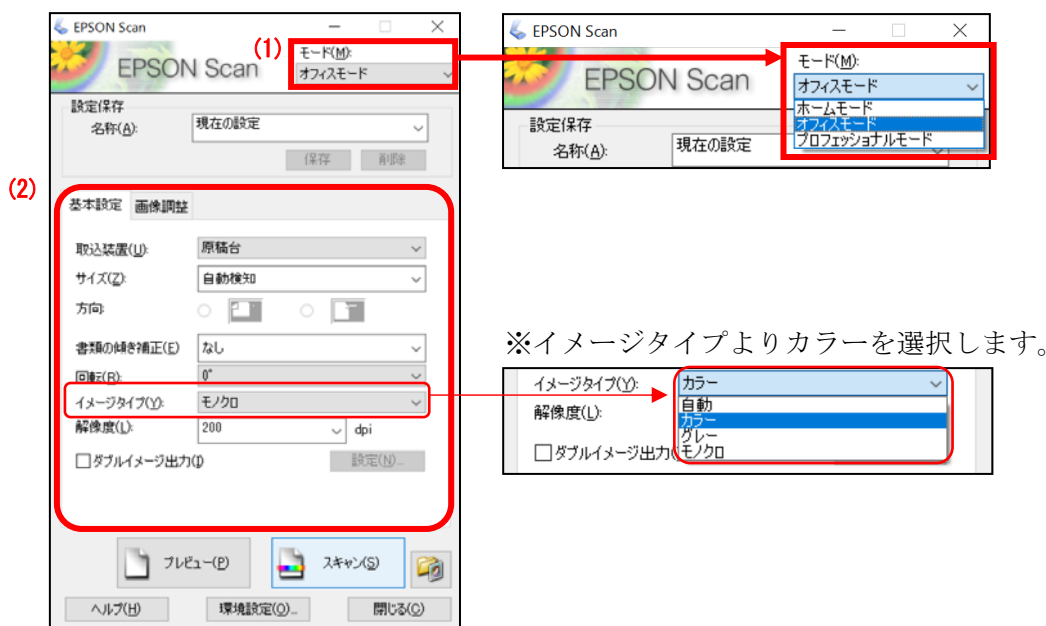 EPSON Scan
EPSON Scan
(1)
モード(M):
オフィスモード
設定保存
名称(A):
現在の設定
保存
削除
(2)
基本設定
画像調整
取込装置(U):
原稿台
サイズ(Z):
自動検知
方向:
書類の傾き補正(E)
なし
回転(R):
0°
イメージタイプ(Y):
モノクロ
解像度(L):
200
dpi
ダブルイメージ出力(I)
設定(N)...
プレビュー(P)
スキャン(S)
ヘルプ(H)
環境設定(O)...
閉じる(C)
EPSON Scan
EPSON Scan
モード(M):
オフィスモード
ホームモード
オフィスモード
プロフェッショナルモード
設定保存
名称(A):
現在の設定
※イメージタイプよりカラーを選択します。
イメージタイプ(Y):
カラー
自動
カラー
グレー
モノクロ
解像度(L):
ダブルイメージ出力(